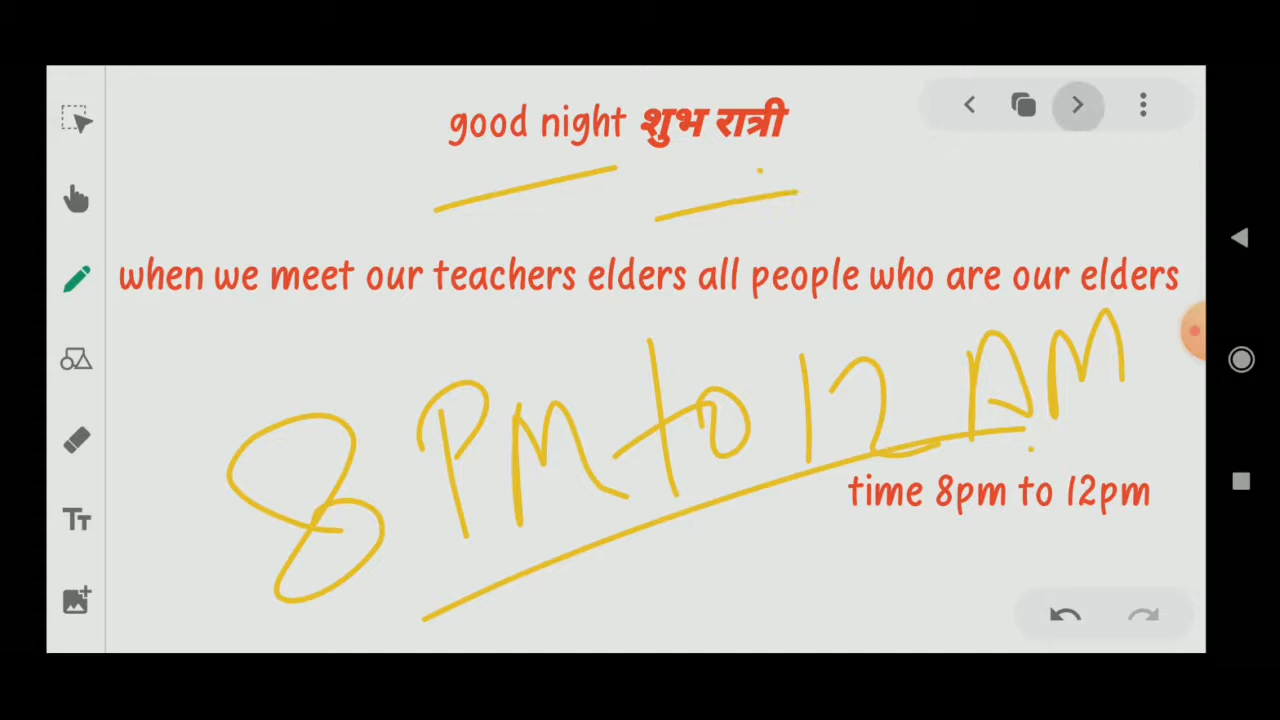 good night शुभ रात्री
when we meet our teachers elders all people who are our elders
8 PM to 12 AM
time 8pm to 12pm
TT